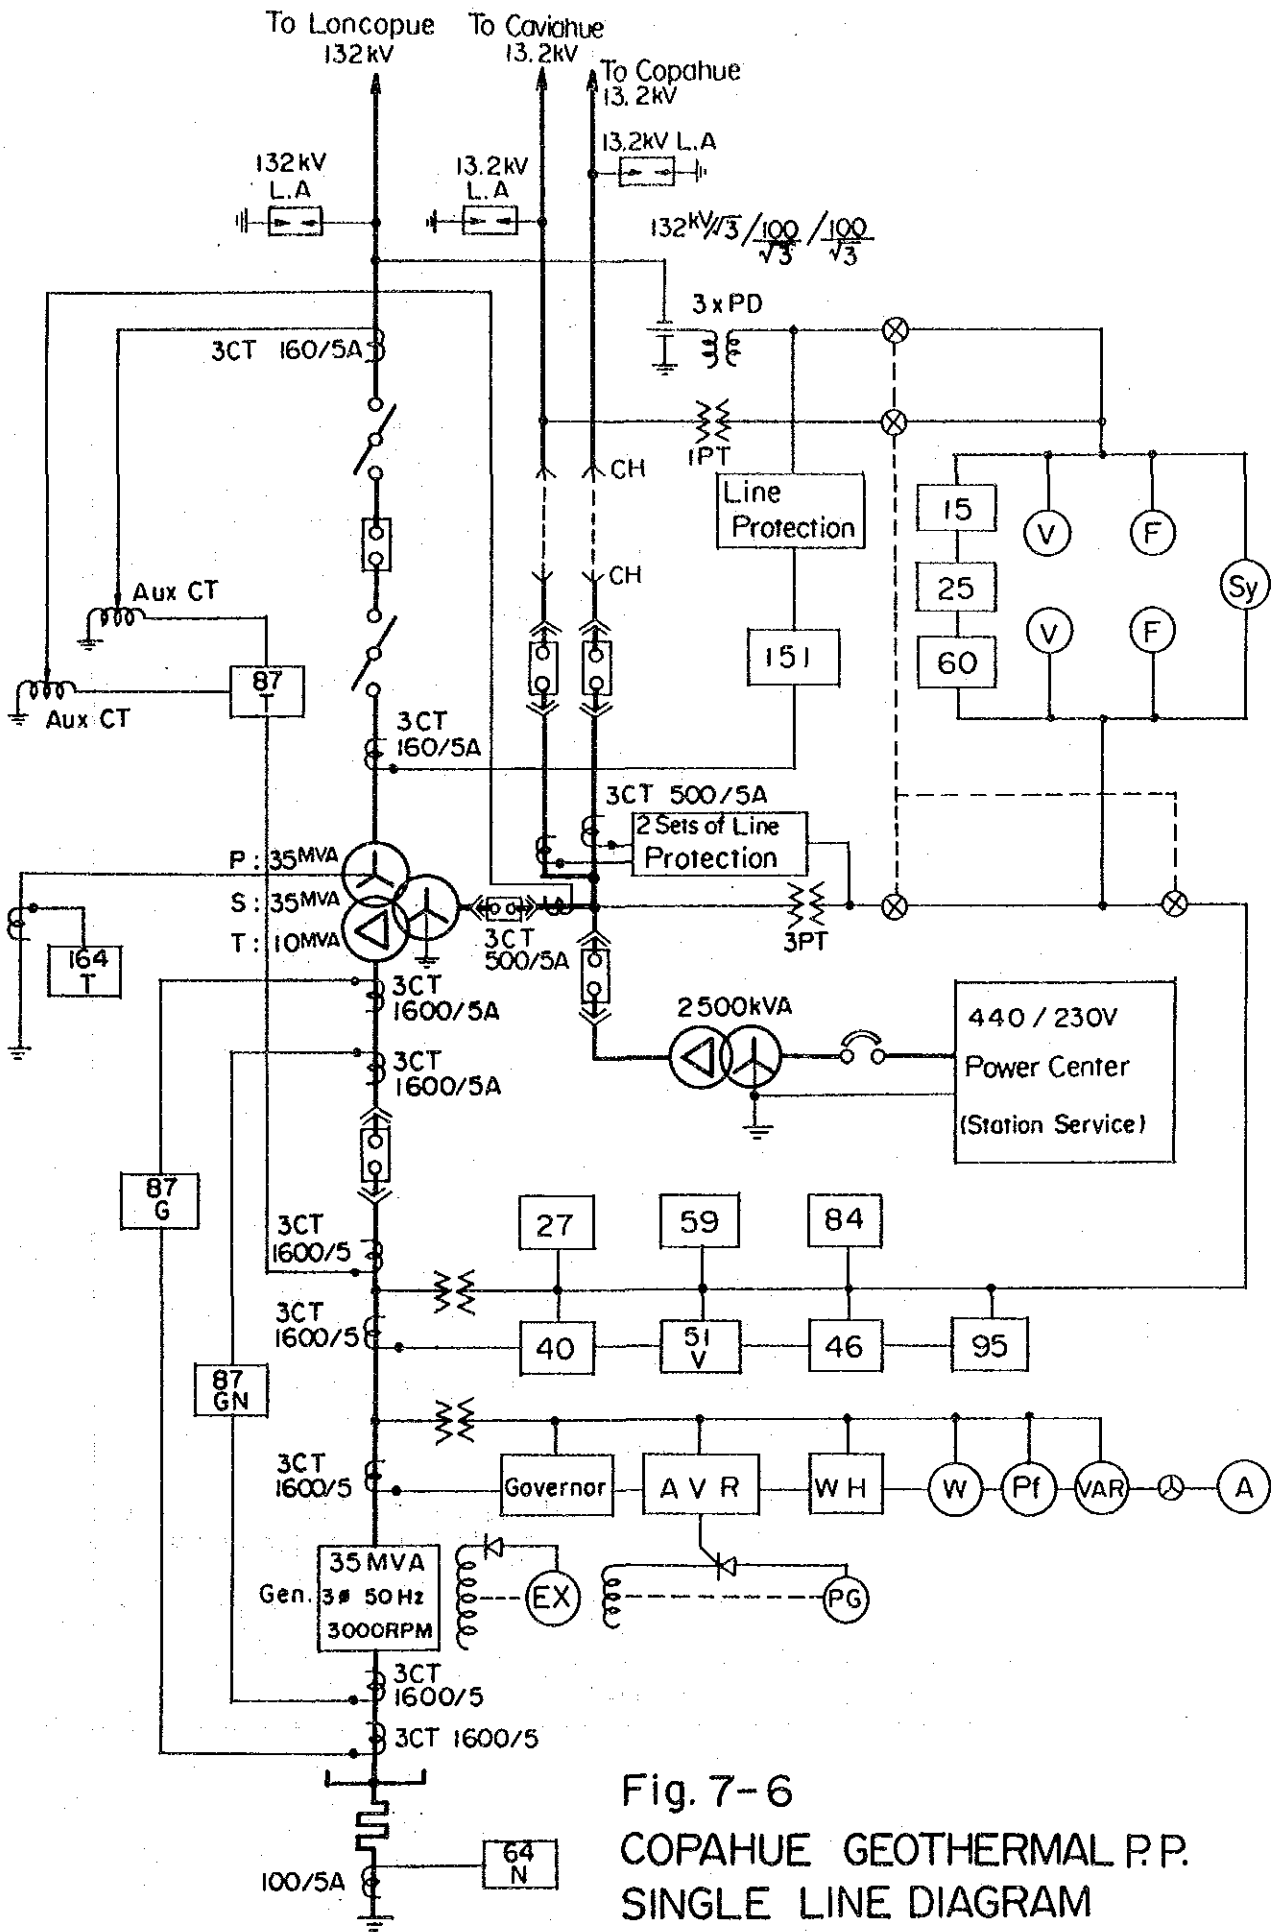 To Loncopue
132kV
To Caviahue
13.2kV
To Copahue
13.2kV
132kV
L.A
13.2kV
L.A
13.2kV L.A
132kV/√3/100/√3/100/√3
3xPD
3CT 160/5A
1PT
CH
Line
Protection
15
V
F
CH
25
Sy
Aux CT
V
F
151
60
87
T
Aux CT
3CT
160/5A
3CT 500/5A
2 Sets of Line
Protection
P: 35MVA
S: 35MVA
T: 10MVA
3CT
500/5A
3PT
164
T
3CT
1600/5A
2500kVA
440/230V
Power Center
(Station Service)
3CT
1600/5A
87
G
27
59
84
3CT
1600/5
3CT
1600/5
40
51
V
46
95
87
GN
3CT
1600/5
Governor
AVR
WH
W
Pf
VAR
A
Gen.
35MVA
3ø 50Hz
3000RPM
EX
PG
3CT
1600/5
3CT 1600/5
64
N
100/5A
Fig. 7-6
COPAHUE GEOTHERMAL P.P.
SINGLE LINE DIAGRAM